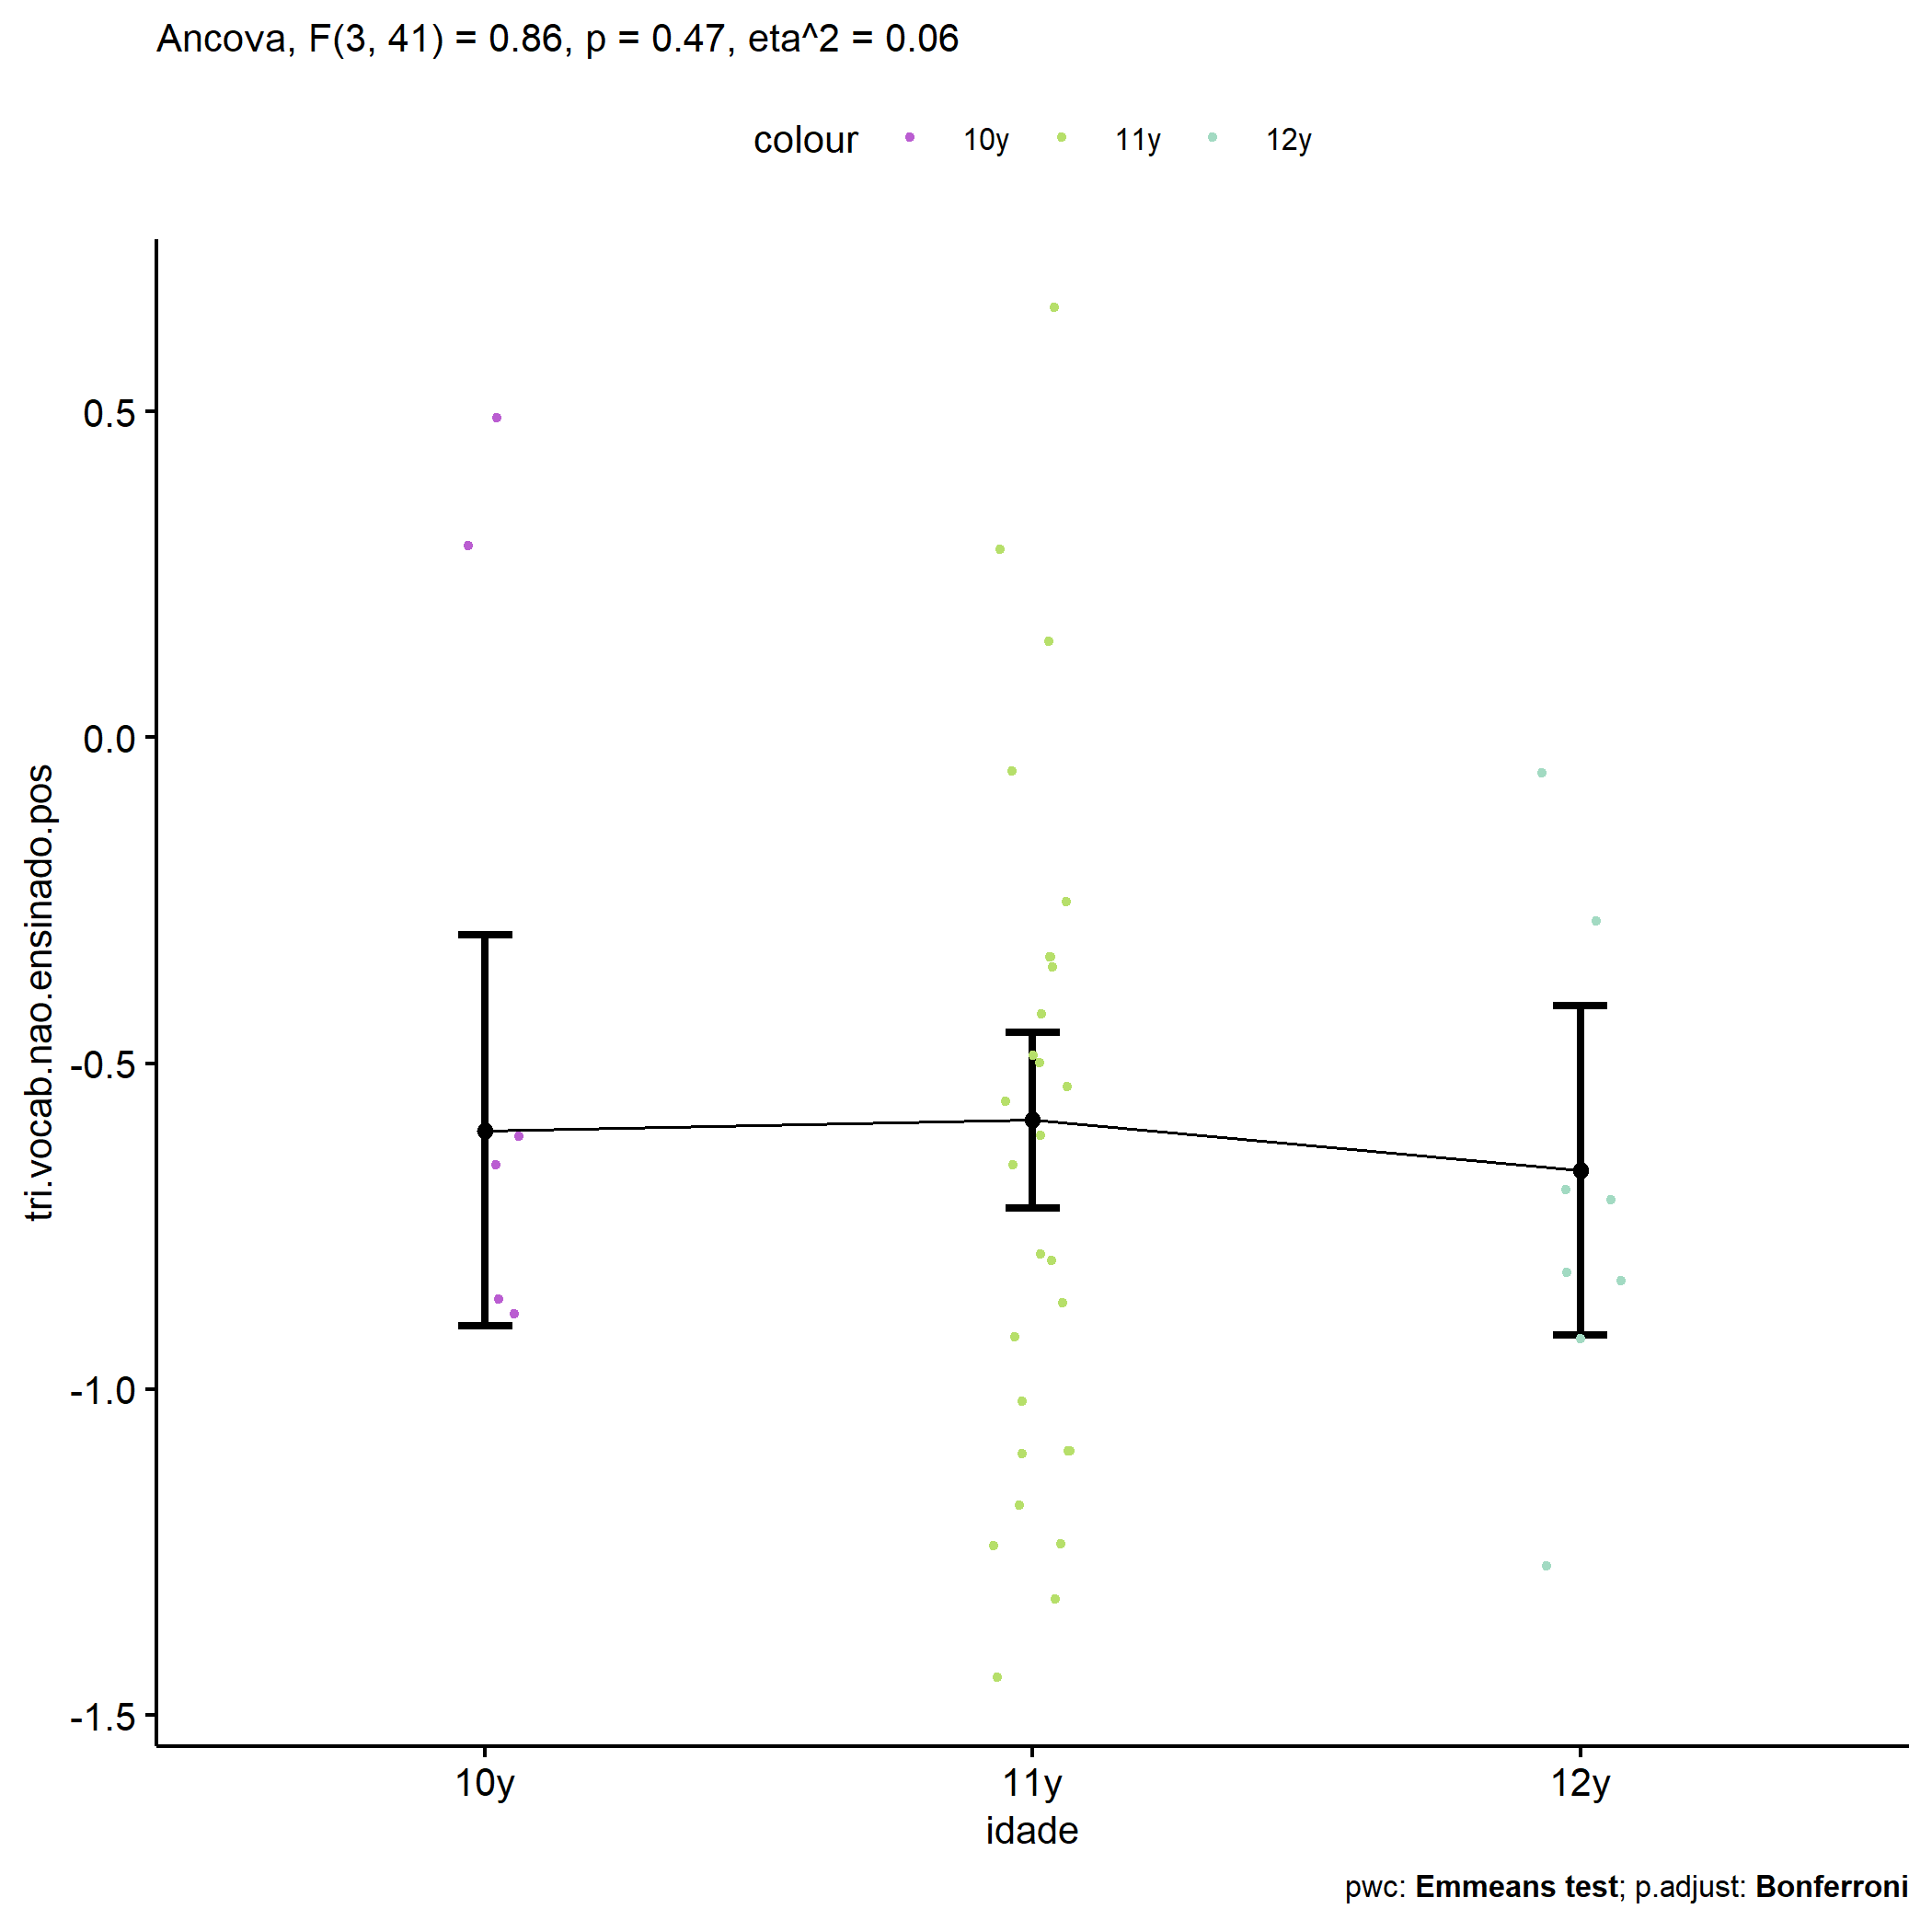 Ancova, F(3, 41) = 0.86, p = 0.47, eta^2 = 0.06
colour 10y 11y 12y
tri.vocab.nao.ensinado.pos
0.5
0.0
-0.5
-1.0
-1.5
10y 11y 12y
idade
pwc: Emmeans test; p.adjust: Bonferroni